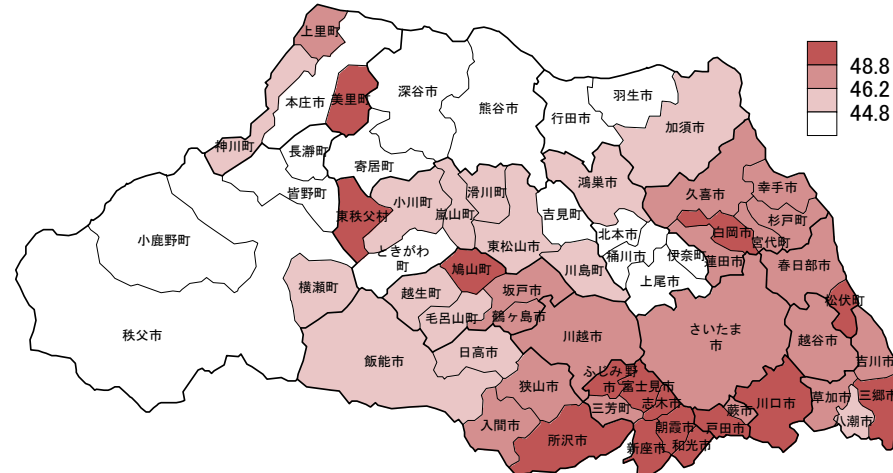 上里町
48.8
46.2
44.8
本庄市
美里町
深谷市
熊谷市
行田市
羽生市
加須市
神川町
長瀞町
寄居町
皆野町
東秩父村
小川町
嵐山町
滑川町
吉見町
鴻巣市
久喜市
幸手市
杉戸町
宮代町
白岡市
小鹿野町
ときがわ
町
東松山市
北本市
桶川市
伊奈町
蓮田市
春日部市
横瀬町
鳩山町
川島町
上尾市
越生町
坂戸市
松伏町
秩父市
毛呂山町
鶴ヶ島市
川越市
さいたま
市
越谷市
吉川市
飯能市
日高市
ふじみ野
市
富士見市
狭山市
三芳町
志木市
蕨市
川口市
草加市
三郷市
八潮市
入間市
所沢市
朝霞市
戸田市
新座市
和光市